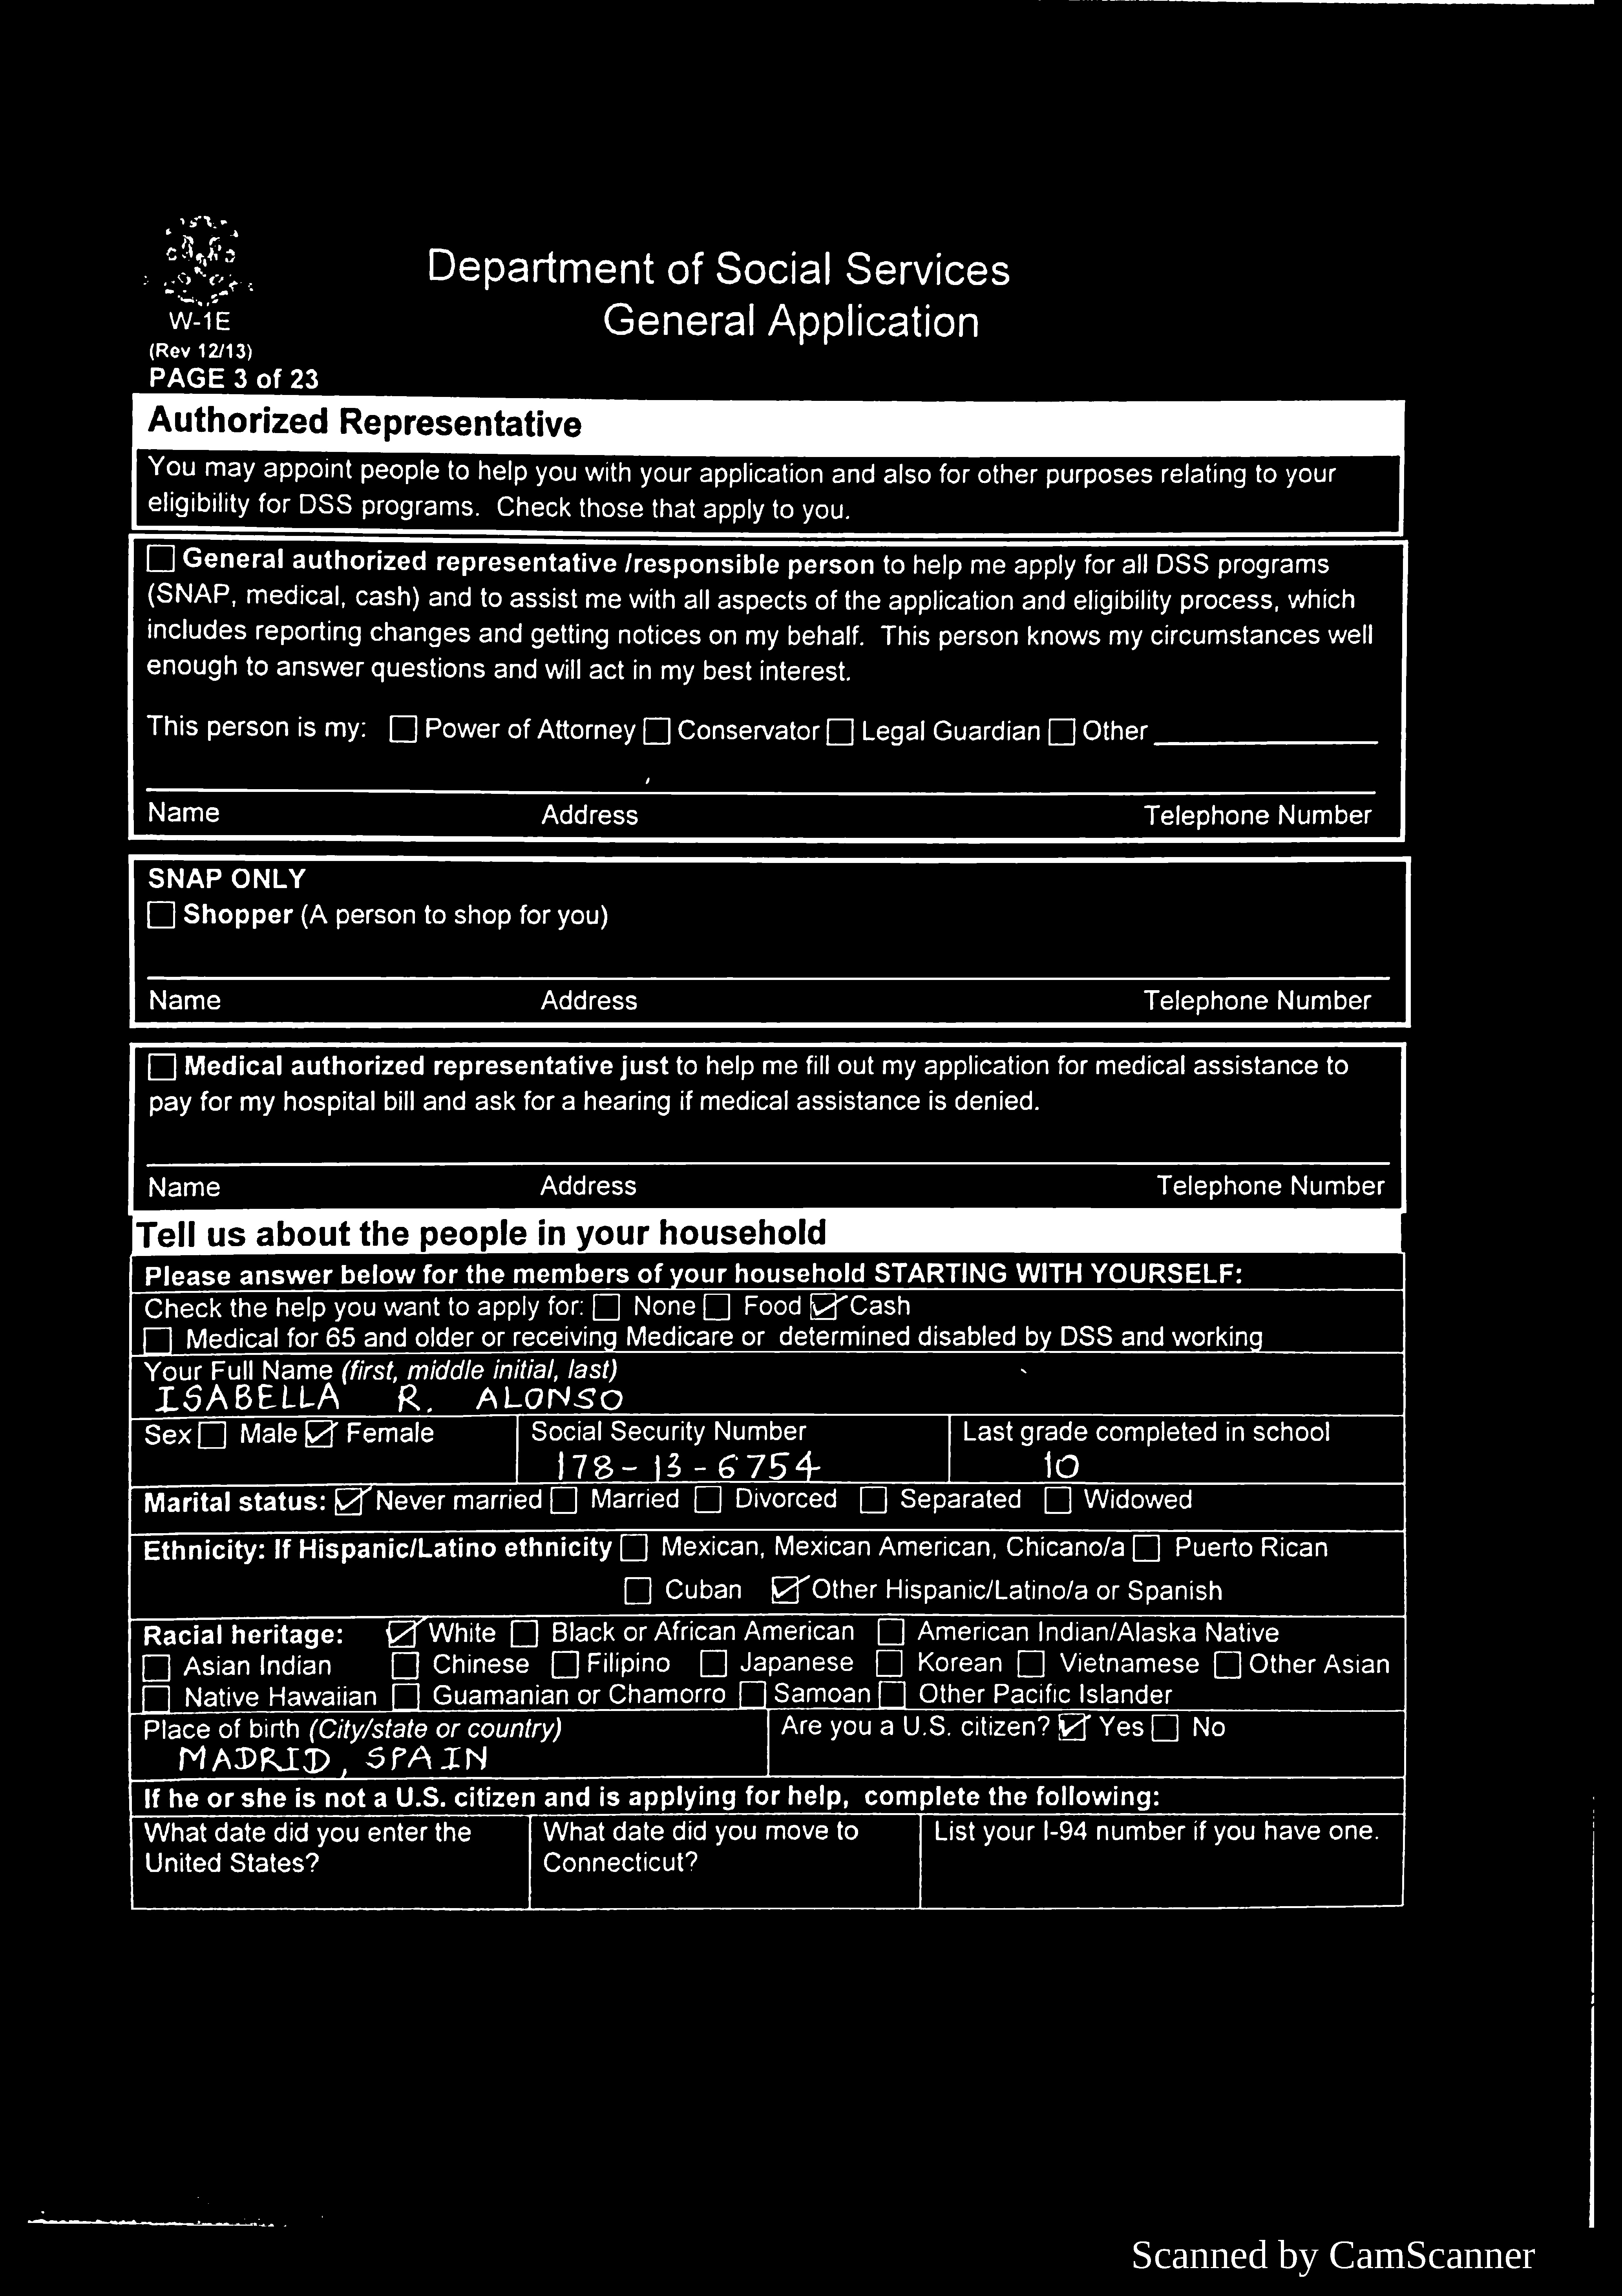 Department of Social Services
General Application
W-1E
(Rev 12/13)
PAGE 3 of 23
Authorized Representative
You may appoint people to help you with your application and also for other purposes relating to your
eligibility for DSS programs. Check those that apply to you.
☐ General authorized representative /responsible person to help me apply for all DSS programs
(SNAP, medical, cash) and to assist me with all aspects of the application and eligibility process, which
includes reporting changes and getting notices on my behalf. This person knows my circumstances well
enough to answer questions and will act in my best interest.
This person is my: ☐ Power of Attorney ☐ Conservator ☐ Legal Guardian ☐ Other
Name Address Telephone Number
SNAP ONLY
☐ Shopper (A person to shop for you)
Name Address Telephone Number
☐ Medical authorized representative just to help me fill out my application for medical assistance to
pay for my hospital bill and ask for a hearing if medical assistance is denied.
Name Address Telephone Number
Tell us about the people in your household
Please answer below for the members of your household STARTING WITH YOURSELF:
Check the help you want to apply for: ☐ None ☐ Food ☑ Cash
☐ Medical for 65 and older or receiving Medicare or determined disabled by DSS and working
Your Full Name (first, middle initial, last)
ISABELLA R. ALONSO
Sex ☐ Male ☑ Female Social Security Number Last grade completed in school
178-13-6754 10
Marital status: ☑ Never married ☐ Married ☐ Divorced ☐ Separated ☐ Widowed
Ethnicity: If Hispanic/Latino ethnicity ☐ Mexican, Mexican American, Chicano/a ☐ Puerto Rican
☐ Cuban ☑ Other Hispanic/Latino/a or Spanish
Racial heritage: ☑ White ☐ Black or African American ☐ American Indian/Alaska Native
☐ Asian Indian ☐ Chinese ☐ Filipino ☐ Japanese ☐ Korean ☐ Vietnamese ☐ Other Asian
☐ Native Hawaiian ☐ Guamanian or Chamorro ☐ Samoan ☐ Other Pacific Islander
Place of birth (City/state or country) Are you a U.S. citizen? ☑ Yes ☐ No
MADRID, SPAIN
If he or she is not a U.S. citizen and is applying for help, complete the following:
What date did you enter the What date did you move to List your I-94 number if you have one.
United States? Connecticut?
Scanned by CamScanner